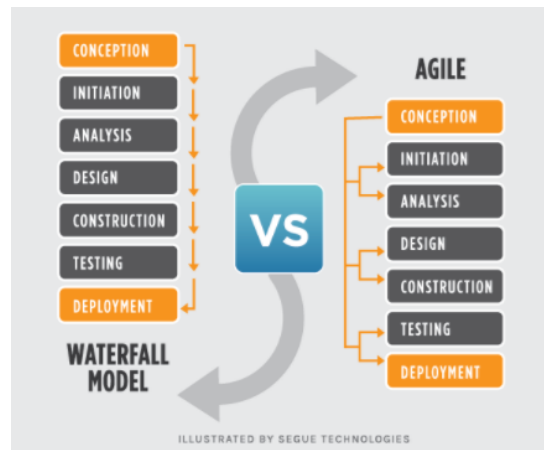 CONCEPTION
INITIATION
ANALYSIS
DESIGN
CONSTRUCTION
TESTING
DEPLOYMENT
WATERFALL
MODEL
VS
AGILE
CONCEPTION
INITIATION
ANALYSIS
DESIGN
CONSTRUCTION
TESTING
DEPLOYMENT
ILLUSTRATED BY SEGUE TECHNOLOGIES